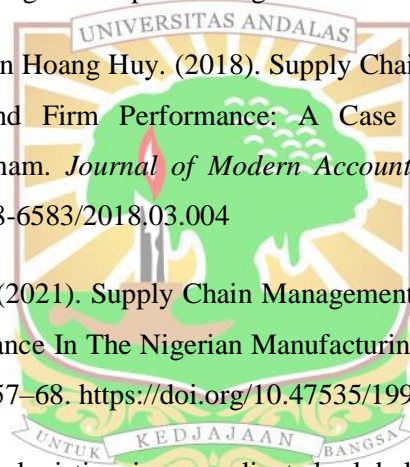 UNIVERSITAS ANDALAS
n Hoang Huy. (2018). Supply Chai
nd Firm Performance: A Case
nam. Journal of Modern Account
8-6583/2018.03.004
(2021). Supply Chain Management
ance In The Nigerian Manufacturin
57–68. https://doi.org/10.47535/199
UNTUK KEDJAJAAN BANGSA